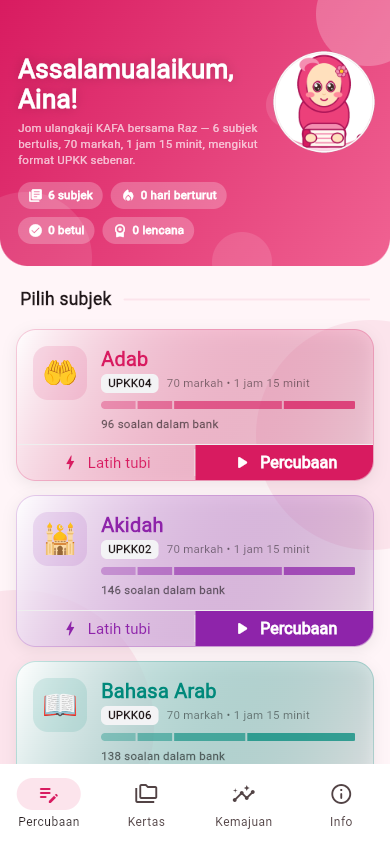 Assalamualaikum,
Aina!
Jom ulangkaji KAFA bersama Raz — 6 subjek
bertulis, 70 markah, 1 jam 15 minit, mengikut
format UPKK sebenar.
6 subjek
0 hari berturut
0 betul
0 lencana
Pilih subjek
Adab
UPKK04 70 markah • 1 jam 15 minit
96 soalan dalam bank
Latih tubi
Percubaan
Akidah
UPKK02 70 markah • 1 jam 15 minit
146 soalan dalam bank
Latih tubi
Percubaan
Bahasa Arab
UPKK06 70 markah • 1 jam 15 minit
138 soalan dalam bank
Percubaan
Kertas
Kemajuan
Info